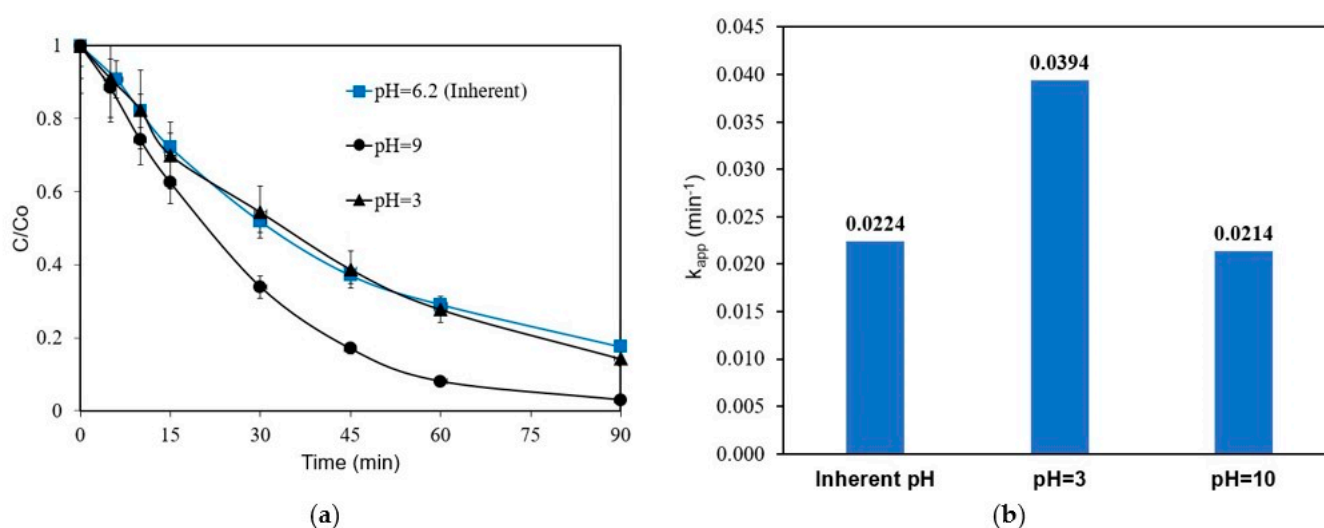 1
0.8
0.6
0.4
0.2
0
C/Co
pH=6.2 (Inherent)
pH=9
pH=3
0 15 30 45 60 75 90
Time (min)
(a)
0.045
0.040
0.035
0.030
0.025
0.020
0.015
0.010
0.005
0.000
k_app (min⁻¹)
0.0224
0.0394
0.0214
Inherent pH pH=3 pH=10
(b)